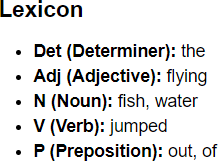 Lexicon
• Det (Determiner): the
• Adj (Adjective): flying
• N (Noun): fish, water
• V (Verb): jumped
• P (Preposition): out, of